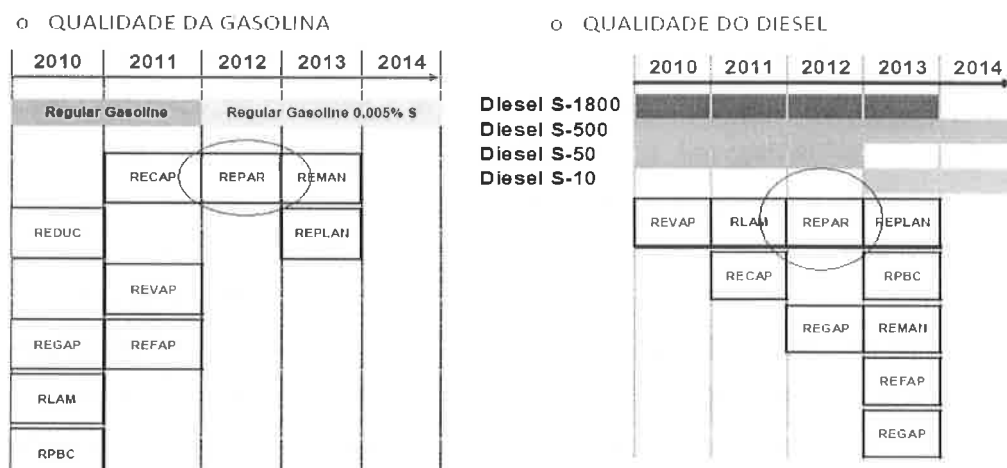 o QUALIDADE DA GASOLINA
2010 2011 2012 2013 2014
Regular Gasoline Regular Gasoline 0,005% S
RECAP REPAR REMAN
REDUC REPLAN
REVAP
REGAP REFAP
RLAM
RPBC
o QUALIDADE DO DIESEL
2010 2011 2012 2013 2014
Diesel S-1800
Diesel S-500
Diesel S-50
Diesel S-10
REVAP RLAM REPAR REPLAN
RECAP RPBC
REGAP REMAN
REFAP
REGAP